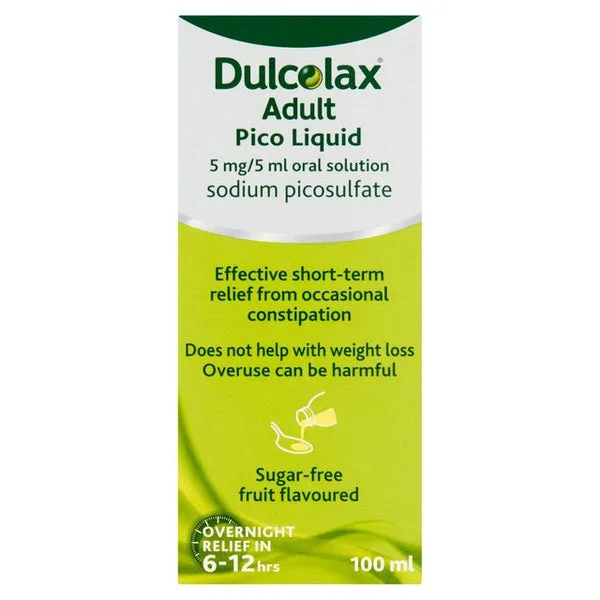 Dulcolax®
Adult
Pico Liquid
5 mg/5 ml oral solution
sodium picosulfate
Effective short-term
relief from occasional
constipation
Does not help with weight loss
Overuse can be harmful
Sugar-free
fruit flavoured
OVERNIGHT
RELIEF IN
6-12 hrs
100 ml